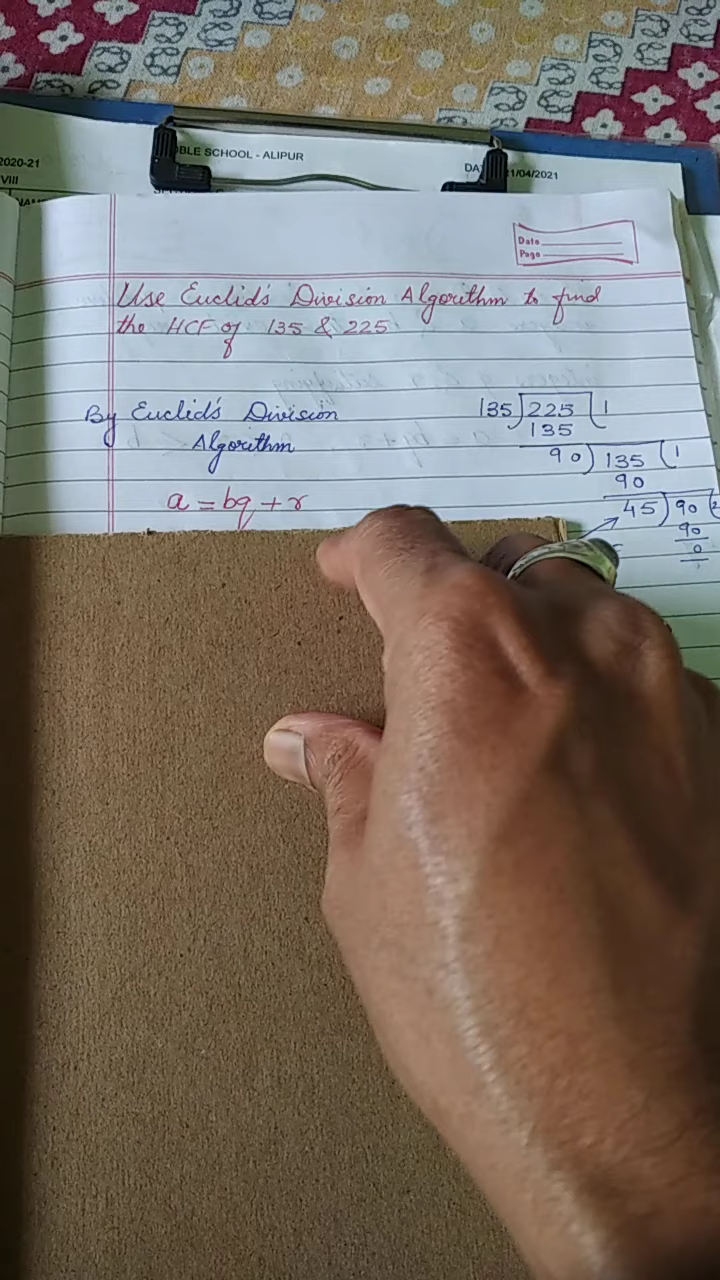 2020-21
BLE SCHOOL - ALIPUR
VIII
1/04/2021
Date
Page
Use Euclid's Division Algorithm to find
the HCF of 135 & 225
By Euclid's Division
Algorithm
a = bq + r
135) 225 ( 1
135
90) 135 ( 1
90
45) 90 (2
90
0